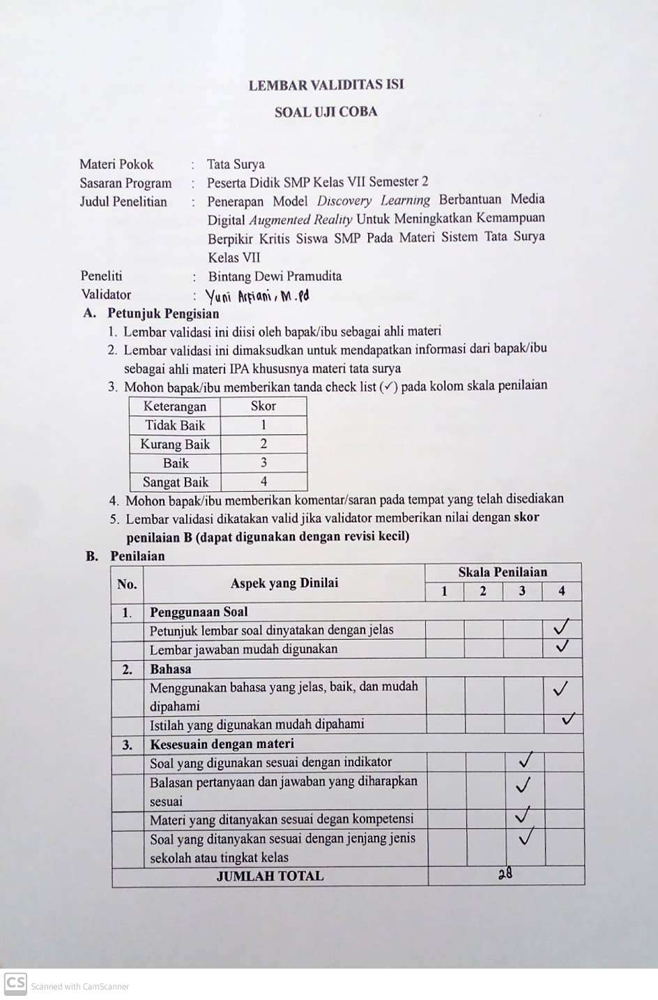 LEMBAR VALIDITAS ISI
SOAL UJI COBA
Materi Pokok : Tata Surya
Sasaran Program : Peserta Didik SMP Kelas VII Semester 2
Judul Penelitian : Penerapan Model Discovery Learning Berbantuan Media
Digital Augmented Reality Untuk Meningkatkan Kemampuan
Berpikir Kritis Siswa SMP Pada Materi Sistem Tata Surya
Kelas VII
Peneliti : Bintang Dewi Pramudita
Validator : Yuni Arfiani, M.Pd
A. Petunjuk Pengisian
1. Lembar validasi ini diisi oleh bapak/ibu sebagai ahli materi
2. Lembar validasi ini dimaksudkan untuk mendapatkan informasi dari bapak/ibu
sebagai ahli materi IPA khususnya materi tata surya
3. Mohon bapak/ibu memberikan tanda check list (✓) pada kolom skala penilaian
Keterangan Skor
Tidak Baik 1
Kurang Baik 2
Baik 3
Sangat Baik 4
4. Mohon bapak/ibu memberikan komentar/saran pada tempat yang telah disediakan
5. Lembar validasi dikatakan valid jika validator memberikan nilai dengan skor
penilaian B (dapat digunakan dengan revisi kecil)
B. Penilaian
No. Aspek yang Dinilai Skala Penilaian
1 2 3 4
1. Penggunaan Soal
Petunjuk lembar soal dinyatakan dengan jelas ✓
Lembar jawaban mudah digunakan ✓
2. Bahasa
Menggunakan bahasa yang jelas, baik, dan mudah ✓
dipahami
Istilah yang digunakan mudah dipahami ✓
3. Kesesuain dengan materi
Soal yang digunakan sesuai dengan indikator ✓
Balasan pertanyaan dan jawaban yang diharapkan ✓
sesuai
Materi yang ditanyakan sesuai degan kompetensi ✓
Soal yang ditanyakan sesuai dengan jenjang jenis ✓
sekolah atau tingkat kelas
JUMLAH TOTAL 28
CS Scanned with CamScanner